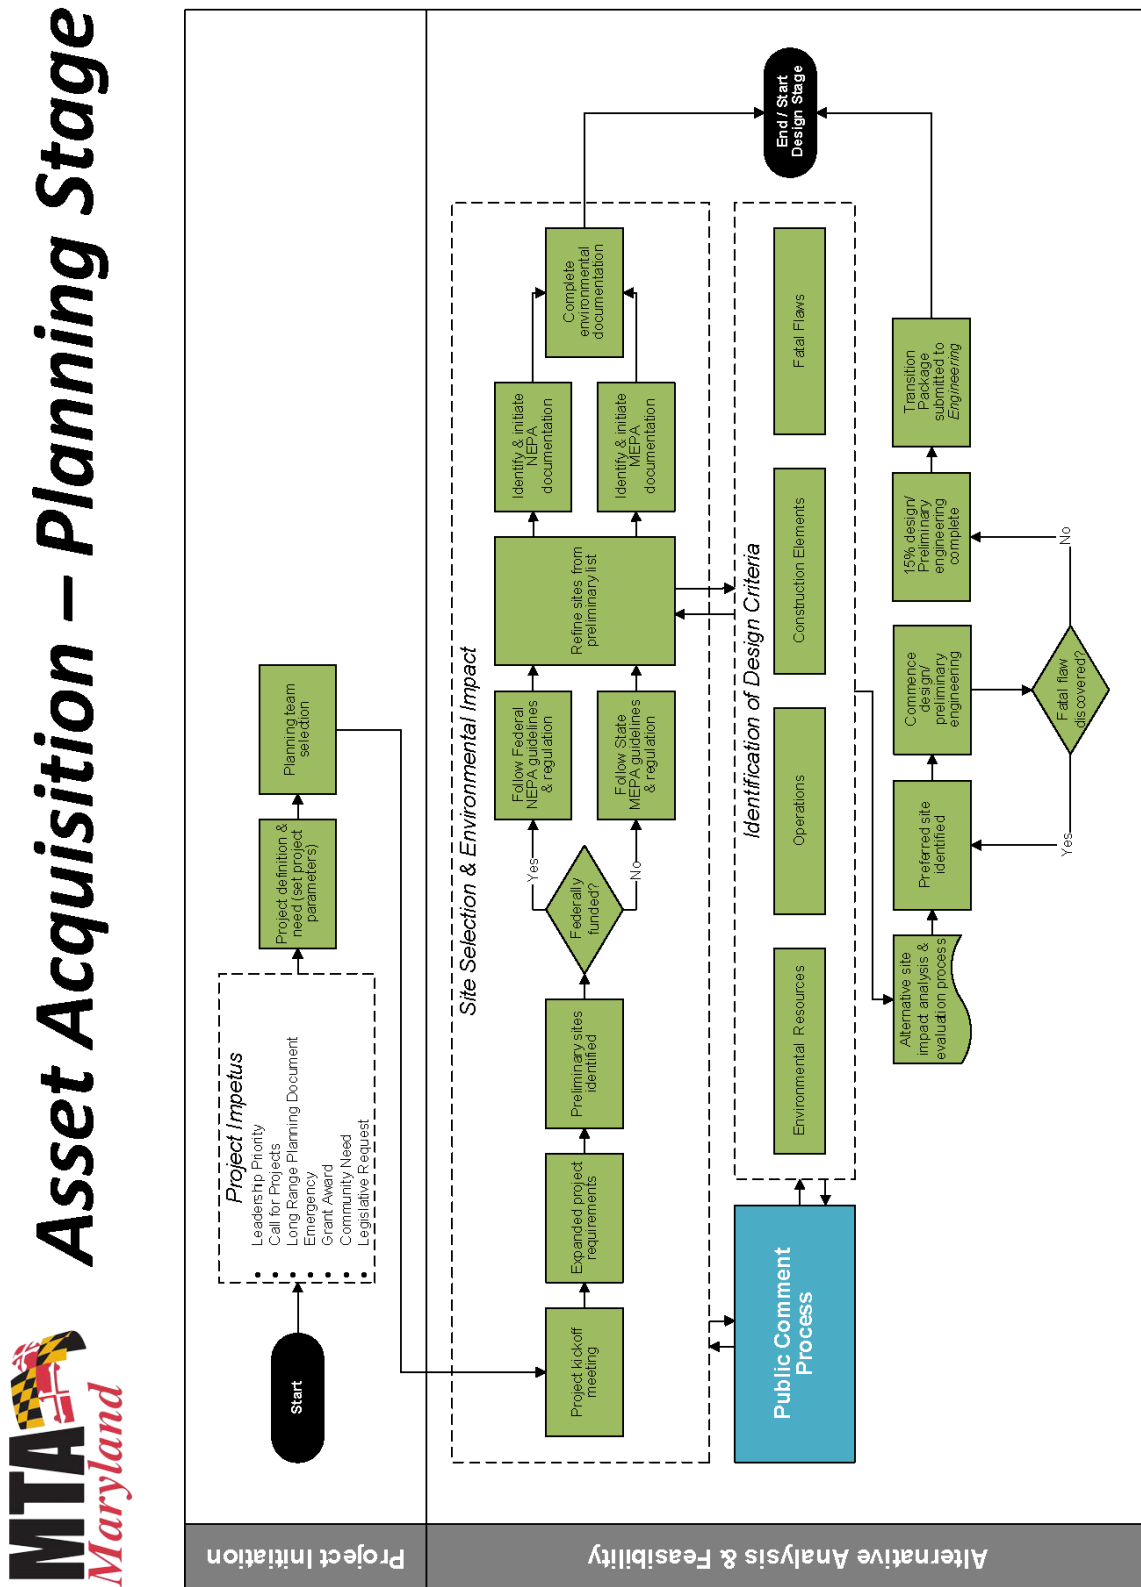 MTA
Maryland
Asset Acquisition – Planning Stage
Project Initiation
Start
Project Impetus
• Leadership Priority
• Call for Projects
• Long Range Planning Document
• Emergency
• Grant Award
• Community Need
• Legislative Request
Project definition &
need (set project
parameters)
Planning team
selection
Alternative Analysis & Feasibility
Site Selection & Environmental Impact
Project kickoff
meeting
Expanded project
requirements
Preliminary sites
identified
Federally
funded?
Yes
No
Follow Federal
NEPA guidelines
& regulation
Follow State
MEPA guidelines
& regulation
Refine sites from
preliminary list
Identify & initiate
NEPA
documentation
Identify & initiate
MEPA
documentation
Complete
environmental
documentation
End / Start
Design Stage
Public Comment
Process
Identification of Design Criteria
Environmental Resources
Operations
Construction Elements
Fatal Flaws
Alternative site
impact analysis &
evaluation process
Preferred site
identified
Commence
design/
preliminary
engineering
Fatal flaw
discovered?
Yes
No
15% design/
Preliminary
engineering
complete
Transition
Package
submitted to
Engineering